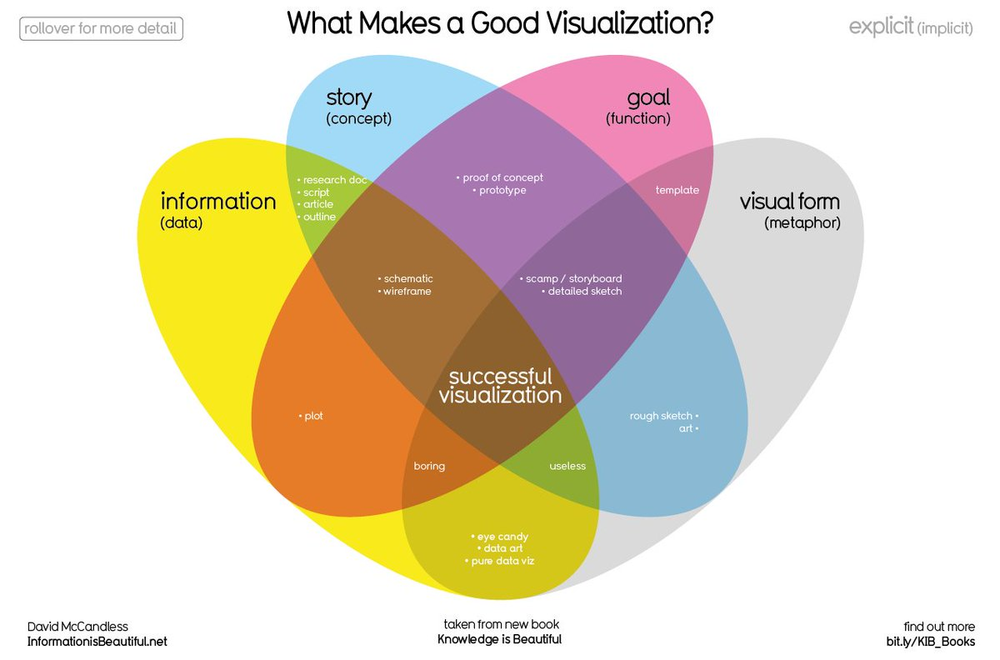 rollover for more detail
What Makes a Good Visualization?
explicit (implicit)
story
(concept)
goal
(function)
information
(data)
visual form
(metaphor)
• research doc
• script
• article
• outline
• proof of concept
• prototype
template
• schematic
• wireframe
• scamp / storyboard
• detailed sketch
successful
visualization
• plot
rough sketch •
art •
boring
useless
• eye candy
• data art
• pure data viz
David McCandless
InformationisBeautiful.net
taken from new book
Knowledge is Beautiful
find out more
bit.ly/KIB_Books